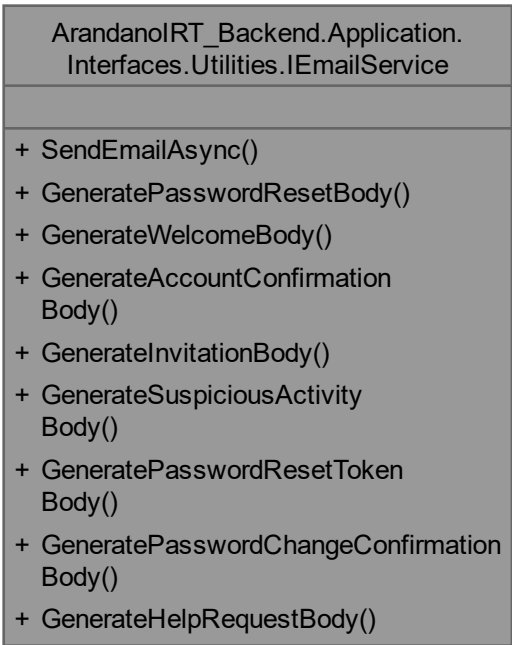 ArandanoIRT_Backend.Application.
Interfaces.Utilities.IEmailService
+ SendEmailAsync()
+ GeneratePasswordResetBody()
+ GenerateWelcomeBody()
+ GenerateAccountConfirmation
Body()
+ GenerateInvitationBody()
+ GenerateSuspiciousActivity
Body()
+ GeneratePasswordResetToken
Body()
+ GeneratePasswordChangeConfirmation
Body()
+ GenerateHelpRequestBody()